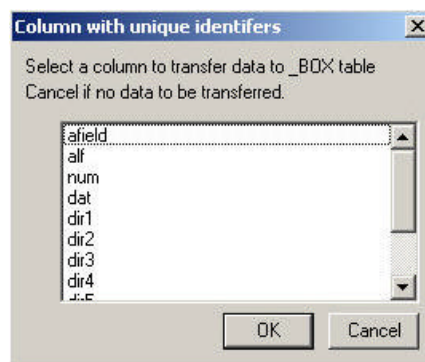 Column with unique identifers
Select a column to transfer data to _BOX table
Cancel if no data to be transferred.
afield
alf
num
dat
dir1
dir2
dir3
dir4
dir5
OK
Cancel